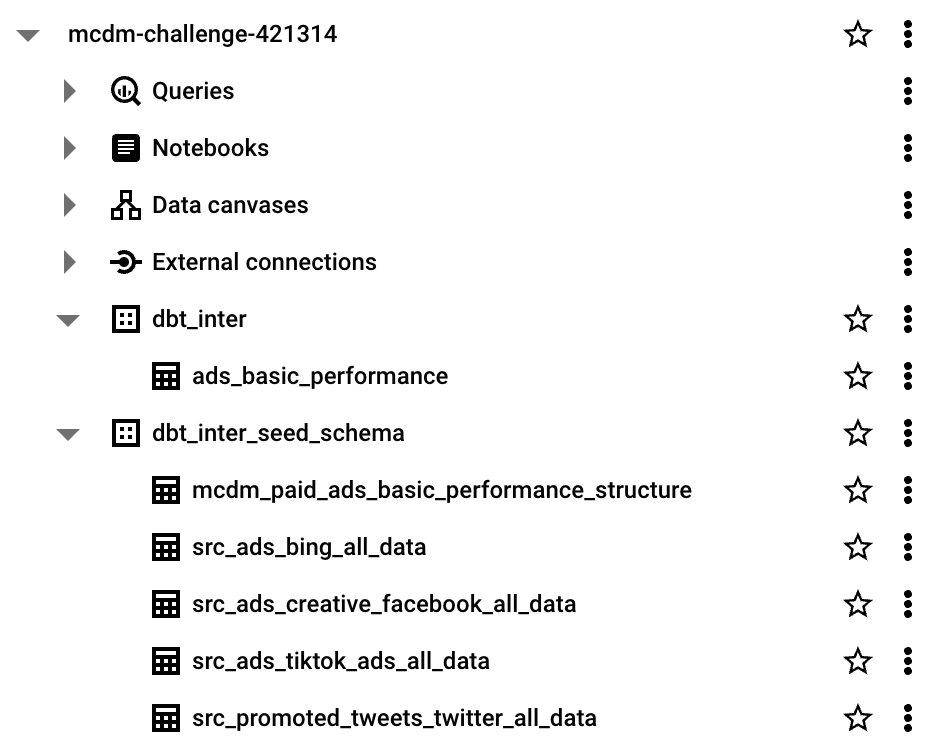 mcdm-challenge-421314
Queries
Notebooks
Data canvases
External connections
dbt_inter
ads_basic_performance
dbt_inter_seed_schema
mcdm_paid_ads_basic_performance_structure
src_ads_bing_all_data
src_ads_creative_facebook_all_data
src_ads_tiktok_ads_all_data
src_promoted_tweets_twitter_all_data